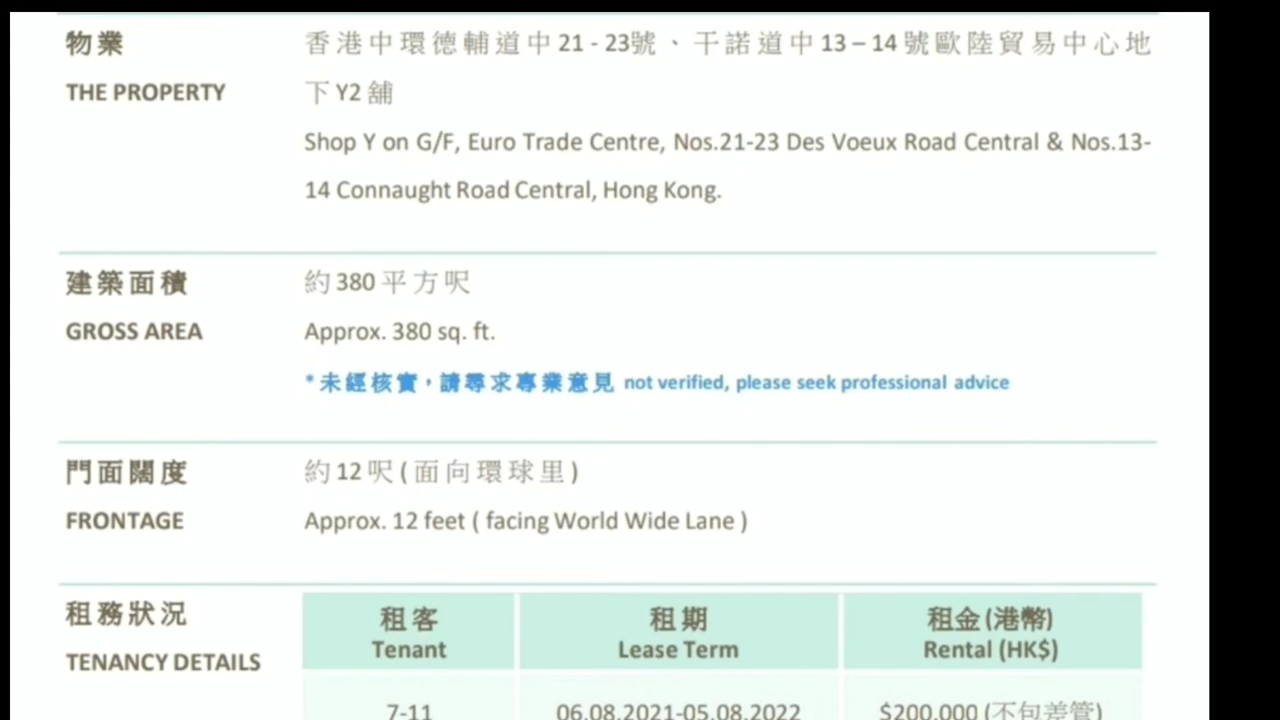 物業
香港中環德輔道中21 - 23號、干諾道中13 – 14號歐陸貿易中心地
THE PROPERTY
下Y2舖
Shop Y on G/F, Euro Trade Centre, Nos.21-23 Des Voeux Road Central & Nos.13-
14 Connaught Road Central, Hong Kong.
建築面積
約380平方呎
GROSS AREA
Approx. 380 sq. ft.
*未經核實，請尋求專業意見 not verified, please seek professional advice
門面闊度
約12呎(面向環球里)
FRONTAGE
Approx. 12 feet ( facing World Wide Lane )
租務狀況
TENANCY DETAILS
租客
租期
租金(港幣)
Tenant
Lease Term
Rental (HK$)
7-11
06.08.2021-05.08.2022
$200,000 (不包差管)